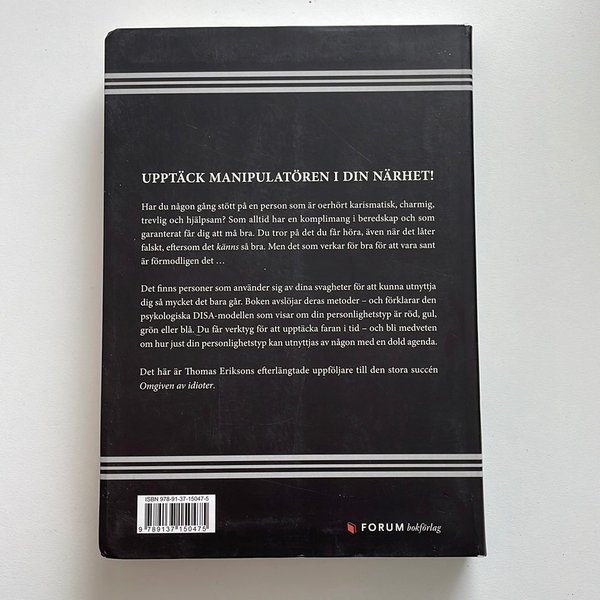 UPPTÄCK MANIPULATÖREN I DIN NÄRHET!
Har du någon gång stött på en person som är oerhört karismatisk, charmig,
trevlig och hjälpsam? Som alltid har en komplimang i beredskap och som
garanterat får dig att må bra. Du tror på det du får höra, även när det låter
falskt, eftersom det känns så bra. Men det som verkar för bra för att vara sant
är förmodligen det …
Det finns personer som använder sig av dina svagheter för att kunna utnyttja
dig så mycket det bara går. Boken avslöjar deras metoder – och förklarar den
psykologiska DISA-modellen som visar om din personlighetstyp är röd, gul,
grön eller blå. Du får verktyg för att upptäcka faran i tid – och bli medveten
om hur just din personlighetstyp kan utnyttjas av någon med en dold agenda.
Det här är Thomas Eriksons efterlängtade uppföljare till den stora succén
Omgiven av idioter.
ISBN 978-91-37-15047-5
9 789137 150475
FORUM bokförlag